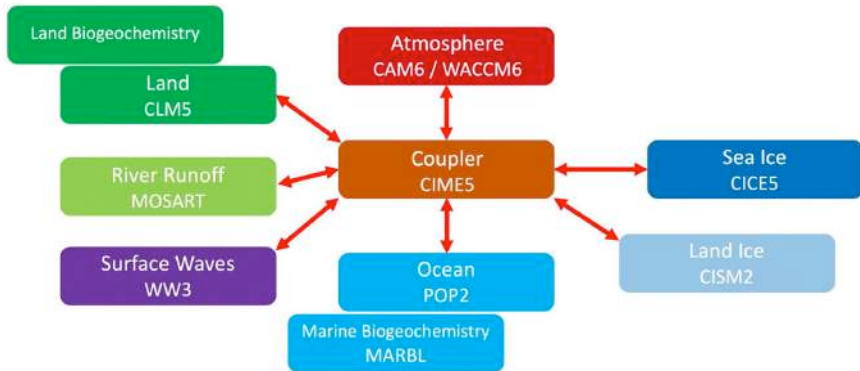 Land Biogeochemistry
Land
CLM5
Atmosphere
CAM6 / WACCM6
River Runoff
MOSART
Coupler
CIME5
Sea Ice
CICE5
Surface Waves
WW3
Ocean
POP2
Land Ice
CISM2
Marine Biogeochemistry
MARBL